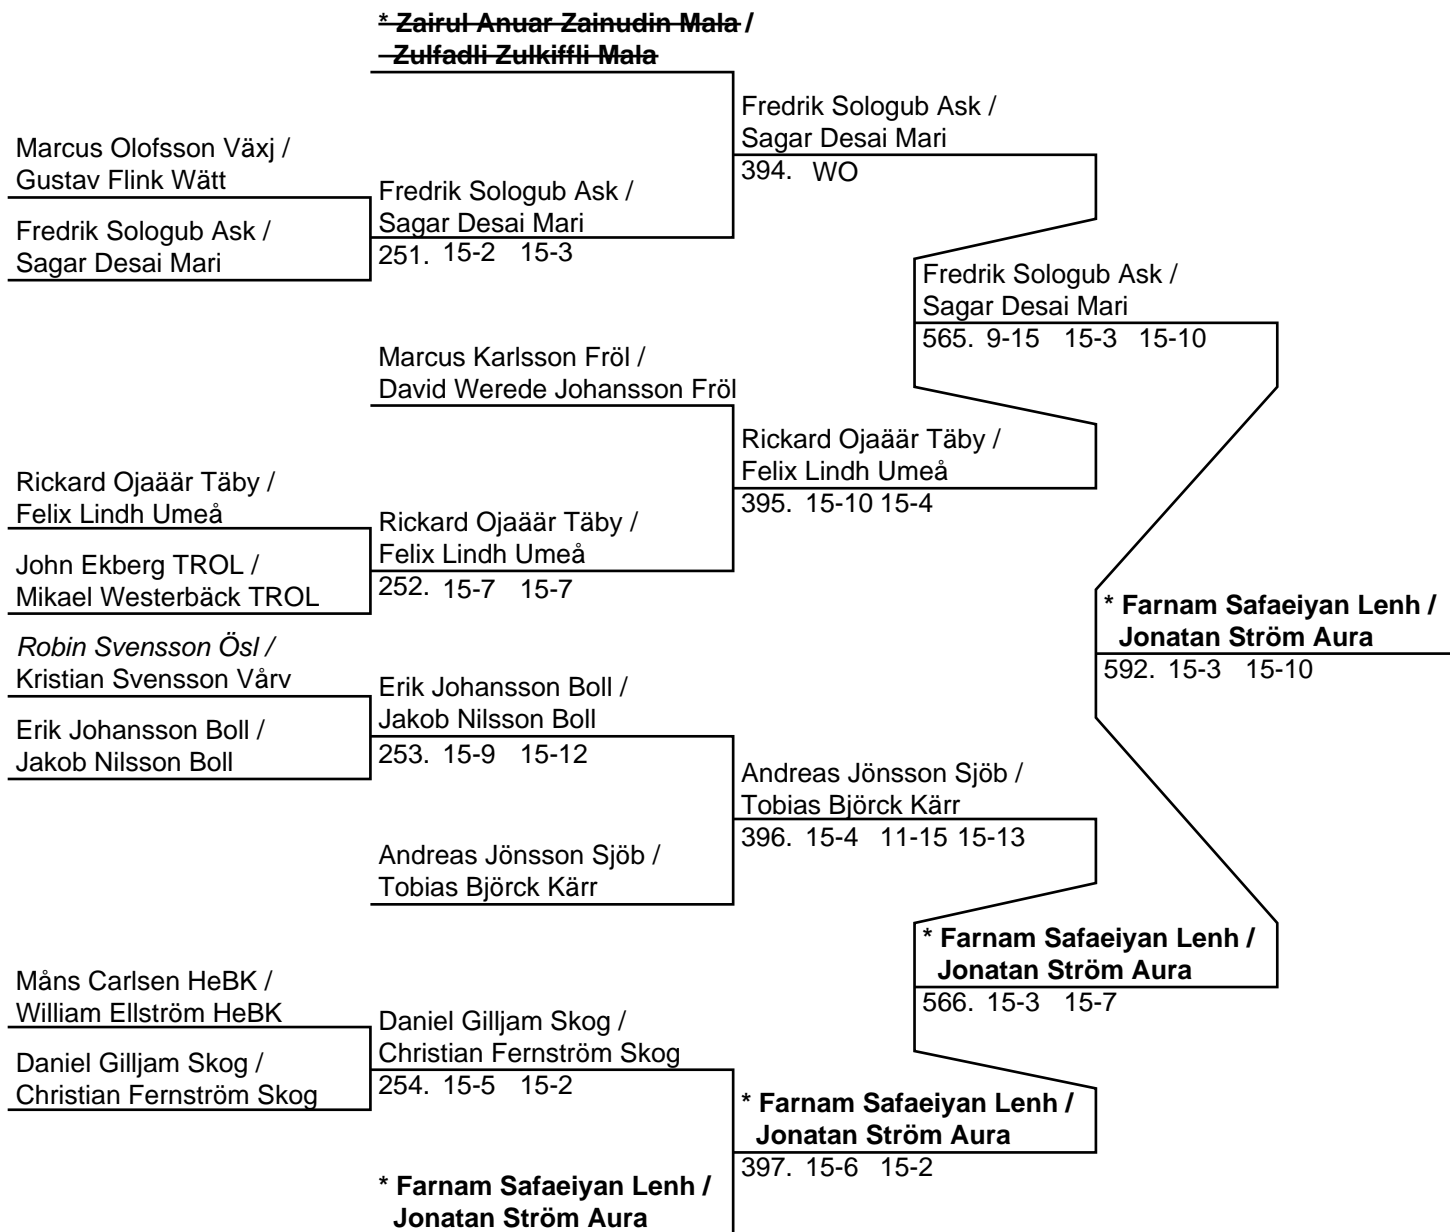 * Zairul Anuar Zainudin Mala /
Zulfadli Zulkiffli Mala
Marcus Olofsson Växj /
Gustav Flink Wätt
Fredrik Sologub Ask /
Sagar Desai Mari
Fredrik Sologub Ask /
Sagar Desai Mari
251. 15-2 15-3
Fredrik Sologub Ask /
Sagar Desai Mari
394. WO
Fredrik Sologub Ask /
Sagar Desai Mari
565. 9-15 15-3 15-10
Marcus Karlsson Fröl /
David Werede Johansson Fröl
Rickard Ojaäär Täby /
Felix Lindh Umeå
395. 15-10 15-4
Rickard Ojaäär Täby /
Felix Lindh Umeå
John Ekberg TROL /
Mikael Westerbäck TROL
Rickard Ojaäär Täby /
Felix Lindh Umeå
252. 15-7 15-7
* Farnam Safaeiyan Lenh /
Jonatan Ström Aura
592. 15-3 15-10
Robin Svensson Ösl /
Kristian Svensson Vårv
Erik Johansson Boll /
Jakob Nilsson Boll
Erik Johansson Boll /
Jakob Nilsson Boll
253. 15-9 15-12
Andreas Jönsson Sjöb /
Tobias Björck Kärr
396. 15-4 11-15 15-13
Andreas Jönsson Sjöb /
Tobias Björck Kärr
* Farnam Safaeiyan Lenh /
Jonatan Ström Aura
566. 15-3 15-7
Måns Carlsen HeBK /
William Ellström HeBK
Daniel Gilljam Skog /
Christian Fernström Skog
Daniel Gilljam Skog /
Christian Fernström Skog
254. 15-5 15-2
* Farnam Safaeiyan Lenh /
Jonatan Ström Aura
397. 15-6 15-2
* Farnam Safaeiyan Lenh /
Jonatan Ström Aura